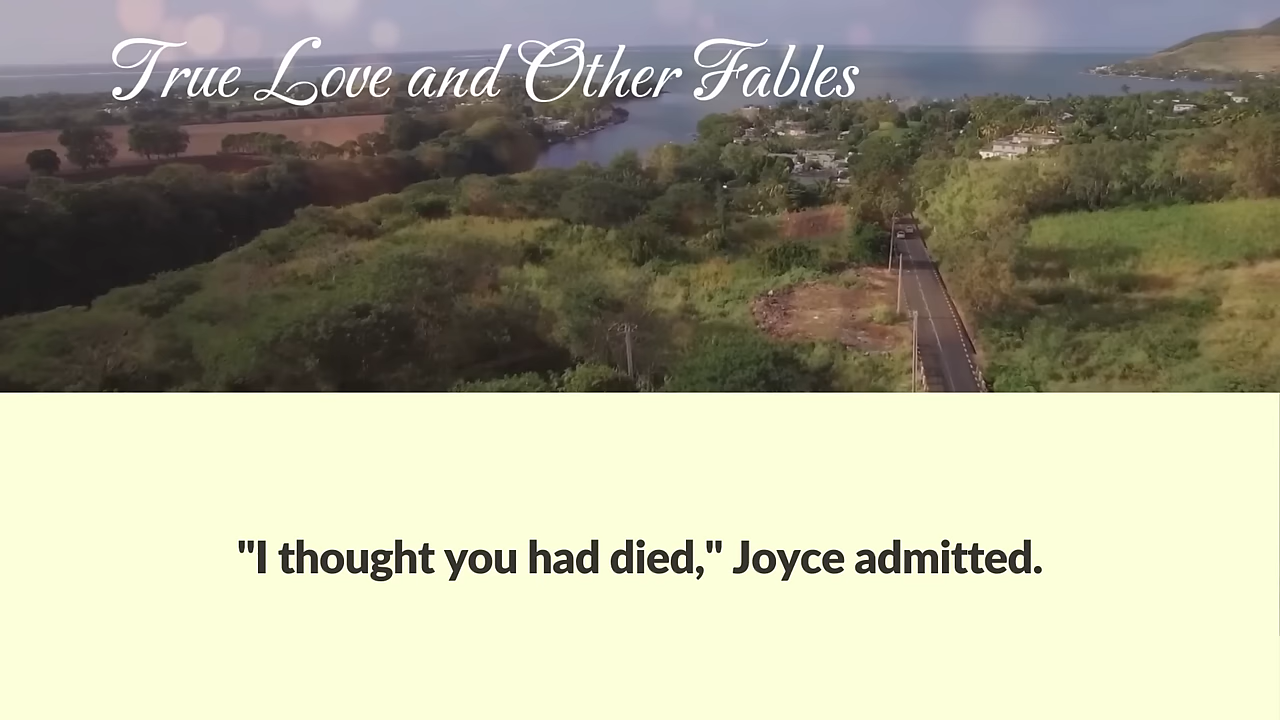 True Love and Other Fables
"I thought you had died," Joyce admitted.